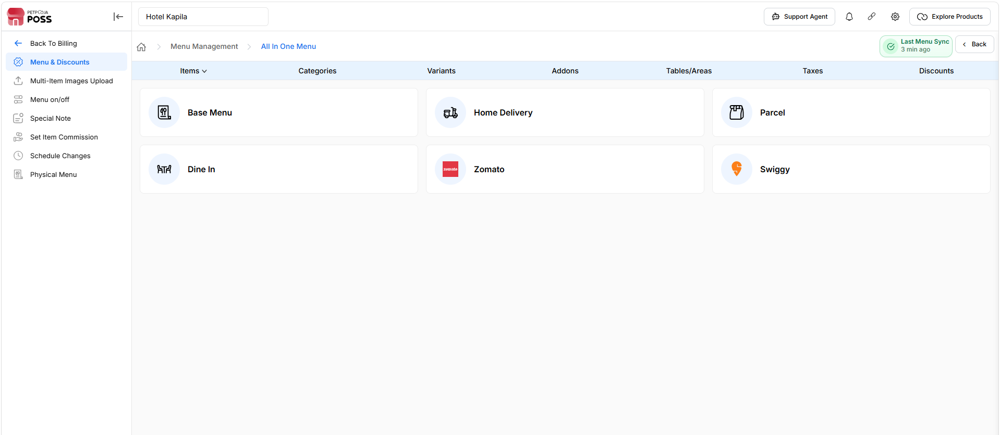 PETPOOJA
POSS
Hotel Kapila
Support Agent
Explore Products
Back To Billing
Menu & Discounts
Multi-Item Images Upload
Menu on/off
Special Note
Set Item Commission
Schedule Changes
Physical Menu
Menu Management
All In One Menu
Last Menu Sync
3 min ago
Back
Items
Categories
Variants
Addons
Tables/Areas
Taxes
Discounts
Base Menu
Home Delivery
Parcel
Dine In
zomato
Zomato
Swiggy